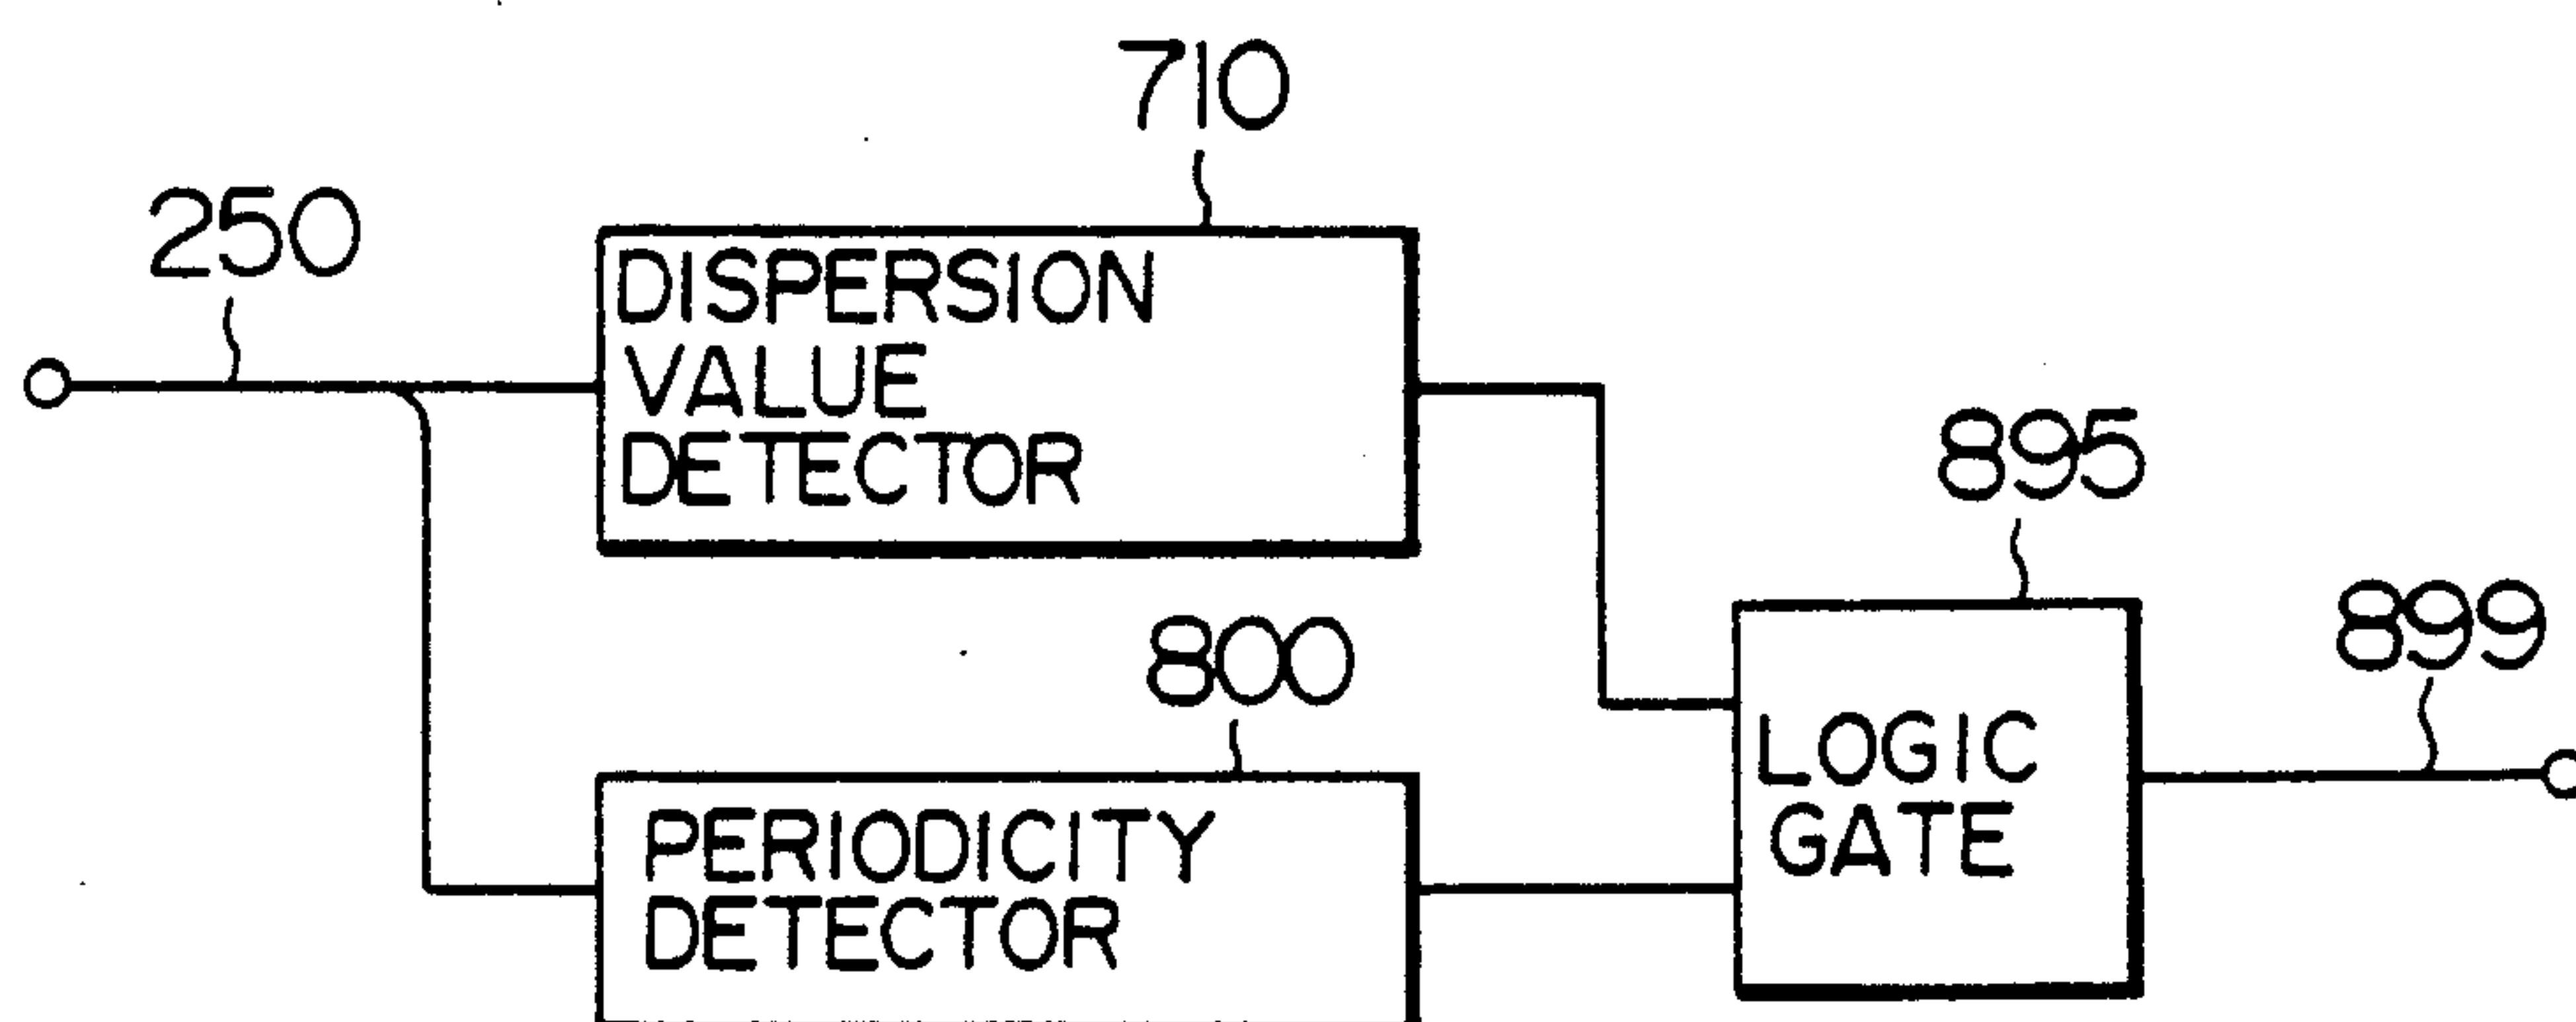 710
250
DISPERSION
VALUE
DETECTOR
895
899
800
LOGIC
GATE
PERIODICITY
DETECTOR